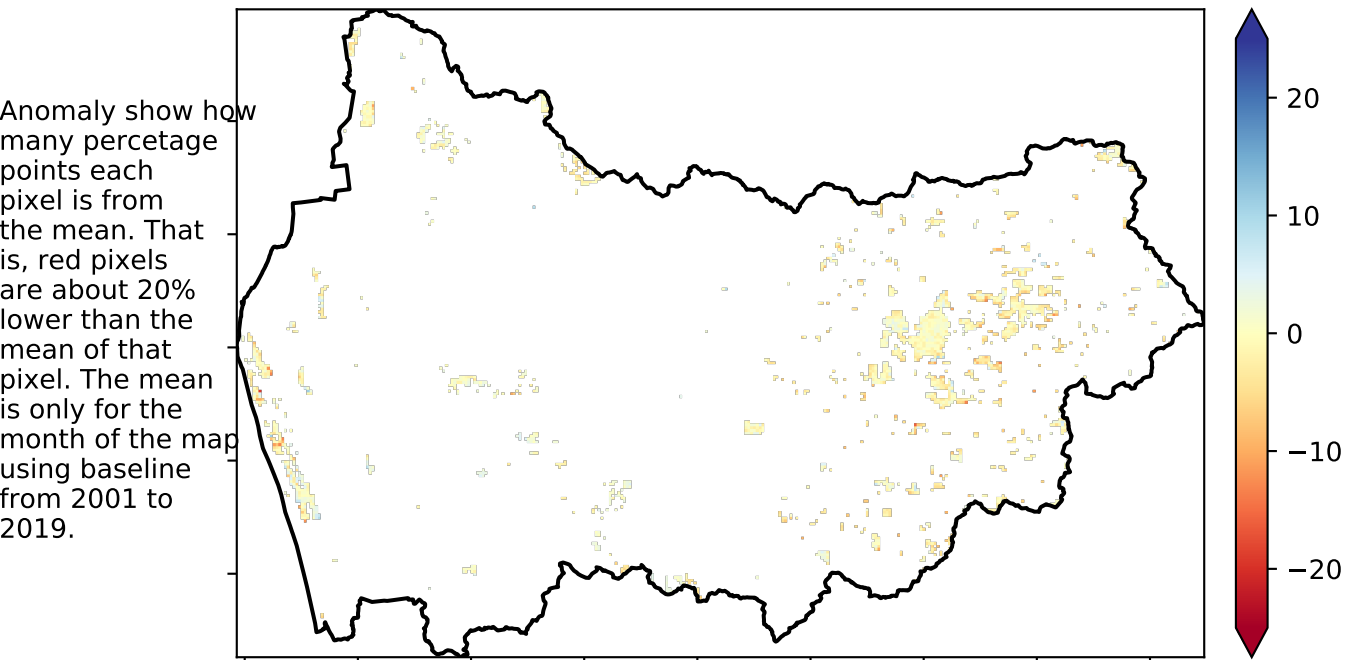 Anomaly show how
many percetage
points each
pixel is from
the mean. That
is, red pixels
are about 20%
lower than the
mean of that
pixel. The mean
is only for the
month of the map
using baseline
from 2001 to
2019.
20
10
0
−10
−20